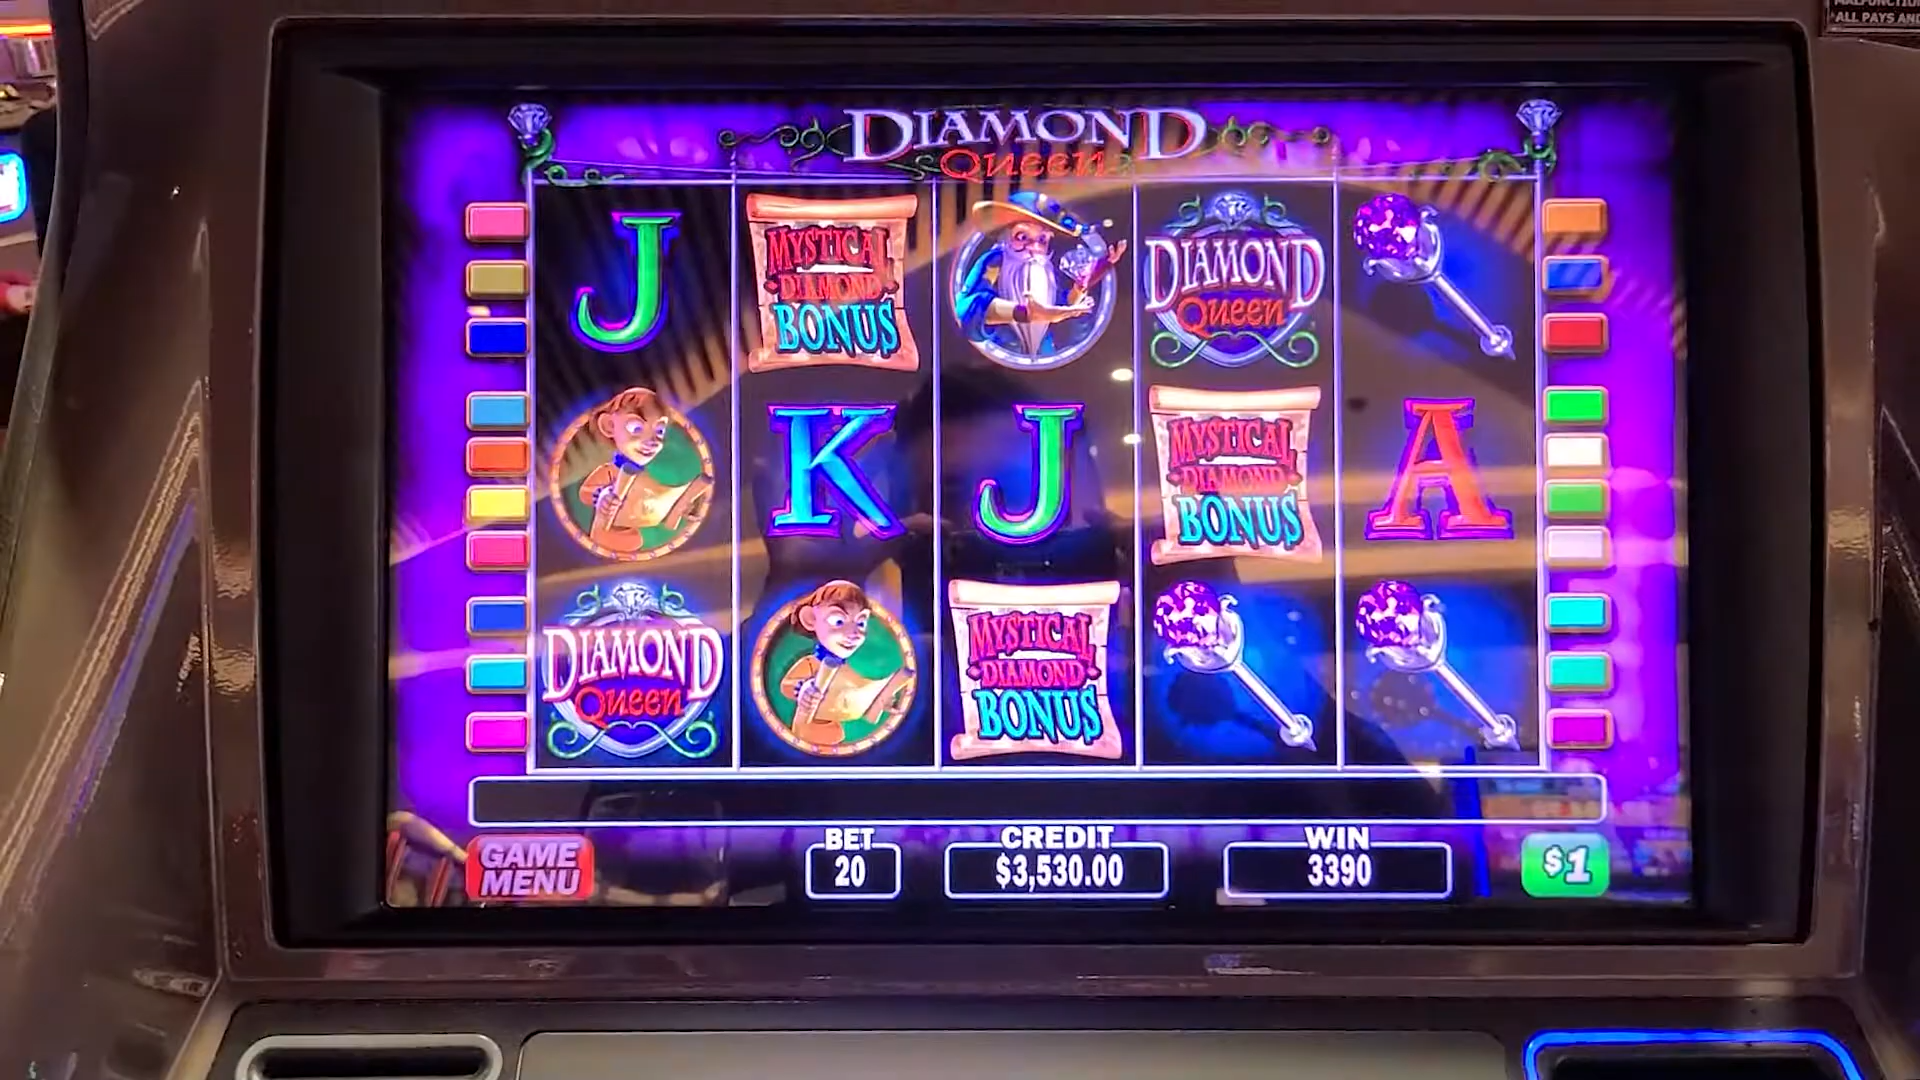 MALFUNCTION
ALL PAYS AND
DIAMOND
Queen
J
MYSTICAL
DIAMOND
BONUS
DIAMOND
Queen
K
J
MYSTICAL
DIAMOND
BONUS
A
DIAMOND
Queen
MYSTICAL
DIAMOND
BONUS
GAME
MENU
BET
20
CREDIT
$3,530.00
WIN
3390
$1